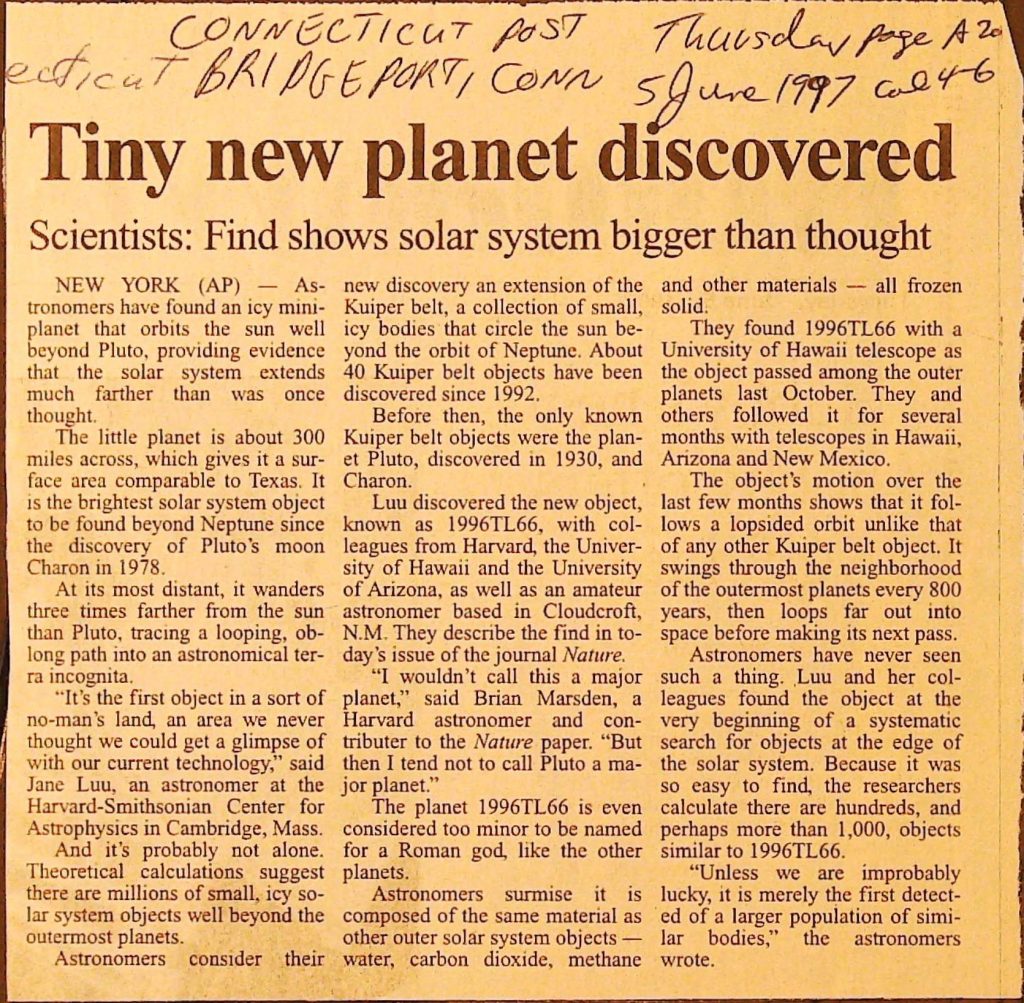 CONNECTICUT POST Thursday page A20
ecticut BRIDGEPORT, CONN 5 June 1997 col 4-6
Tiny new planet discovered
Scientists: Find shows solar system bigger than thought
NEW YORK (AP) — As-
tronomers have found an icy mini-
planet that orbits the sun well
beyond Pluto, providing evidence
that the solar system extends
much farther than was once
thought.
The little planet is about 300
miles across, which gives it a sur-
face area comparable to Texas. It
is the brightest solar system object
to be found beyond Neptune since
the discovery of Pluto's moon
Charon in 1978.
At its most distant, it wanders
three times farther from the sun
than Pluto, tracing a looping, ob-
long path into an astronomical ter-
ra incognita.
"It's the first object in a sort of
no-man's land, an area we never
thought we could get a glimpse of
with our current technology," said
Jane Luu, an astronomer at the
Harvard-Smithsonian Center for
Astrophysics in Cambridge, Mass.
And it's probably not alone.
Theoretical calculations suggest
there are millions of small, icy so-
lar system objects well beyond the
outermost planets.
Astronomers consider their
new discovery an extension of the
Kuiper belt, a collection of small,
icy bodies that circle the sun be-
yond the orbit of Neptune. About
40 Kuiper belt objects have been
discovered since 1992.
Before then, the only known
Kuiper belt objects were the plan-
et Pluto, discovered in 1930, and
Charon.
Luu discovered the new object,
known as 1996TL66, with col-
leagues from Harvard, the Univer-
sity of Hawaii and the University
of Arizona, as well as an amateur
astronomer based in Cloudcroft,
N.M. They describe the find in to-
day's issue of the journal Nature.
"I wouldn't call this a major
planet," said Brian Marsden, a
Harvard astronomer and con-
tributer to the Nature paper. "But
then I tend not to call Pluto a ma-
jor planet."
The planet 1996TL66 is even
considered too minor to be named
for a Roman god, like the other
planets.
Astronomers surmise it is
composed of the same material as
other outer solar system objects —
water, carbon dioxide, methane
and other materials — all frozen
solid.
They found 1996TL66 with a
University of Hawaii telescope as
the object passed among the outer
planets last October. They and
others followed it for several
months with telescopes in Hawaii,
Arizona and New Mexico.
The object's motion over the
last few months shows that it fol-
lows a lopsided orbit unlike that
of any other Kuiper belt object. It
swings through the neighborhood
of the outermost planets every 800
years, then loops far out into
space before making its next pass.
Astronomers have never seen
such a thing. Luu and her col-
leagues found the object at the
very beginning of a systematic
search for objects at the edge of
the solar system. Because it was
so easy to find, the researchers
calculate there are hundreds, and
perhaps more than 1,000, objects
similar to 1996TL66.
"Unless we are improbably
lucky, it is merely the first detect-
ed of a larger population of simi-
lar bodies," the astronomers
wrote.